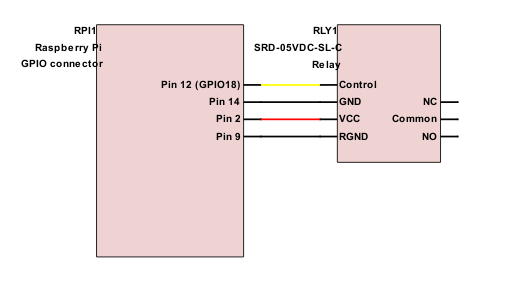 RPI1
Raspberry Pi
GPIO connector
RLY1
SRD-05VDC-SL-C
Relay
Pin 12 (GPIO18)
Control
Pin 14
GND
NC
Pin 2
VCC
Common
Pin 9
RGND
NO